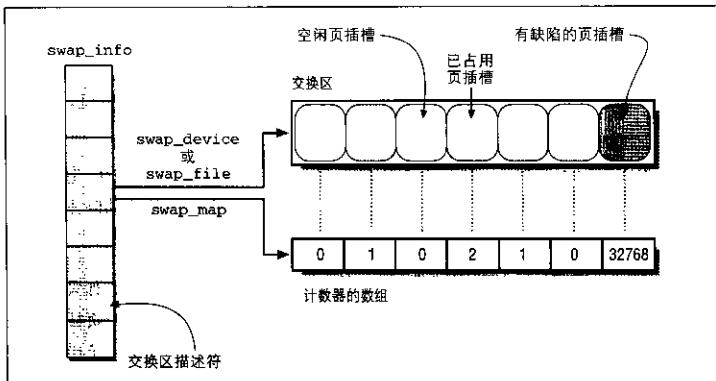 swap_info
空闲页插槽
有缺陷的页插槽
已占用
页插槽
交换区
swap_device
或
swap_file
swap_map
0 1 0 2 1 0 32768
计数器的数组
交换区描述符